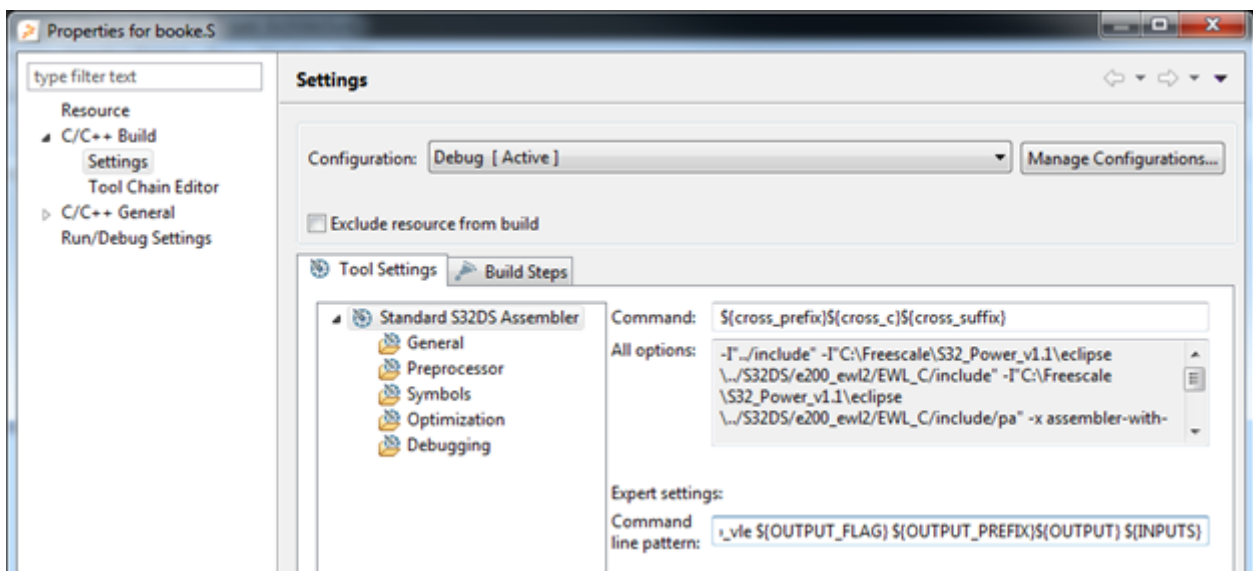 Properties for booke.S
type filter text
Settings
Resource
C/C++ Build
Settings
Tool Chain Editor
C/C++ General
Run/Debug Settings
Configuration: Debug [ Active ] Manage Configurations...
Exclude resource from build
Tool Settings Build Steps
Standard S32DS Assembler
General
Preprocessor
Symbols
Optimization
Debugging
Command: ${cross_prefix}${cross_c}${cross_suffix}
All options: -I"../include" -I"C:\Freescale\S32_Power_v1.1\eclipse
\../S32DS/e200_ewl2/EWL_C/include" -I"C:\Freescale
\S32_Power_v1.1\eclipse
\../S32DS/e200_ewl2/EWL_C/include/pa" -x assembler-with-
Expert settings:
Command
line pattern: _vle ${OUTPUT_FLAG} ${OUTPUT_PREFIX}${OUTPUT} ${INPUTS}